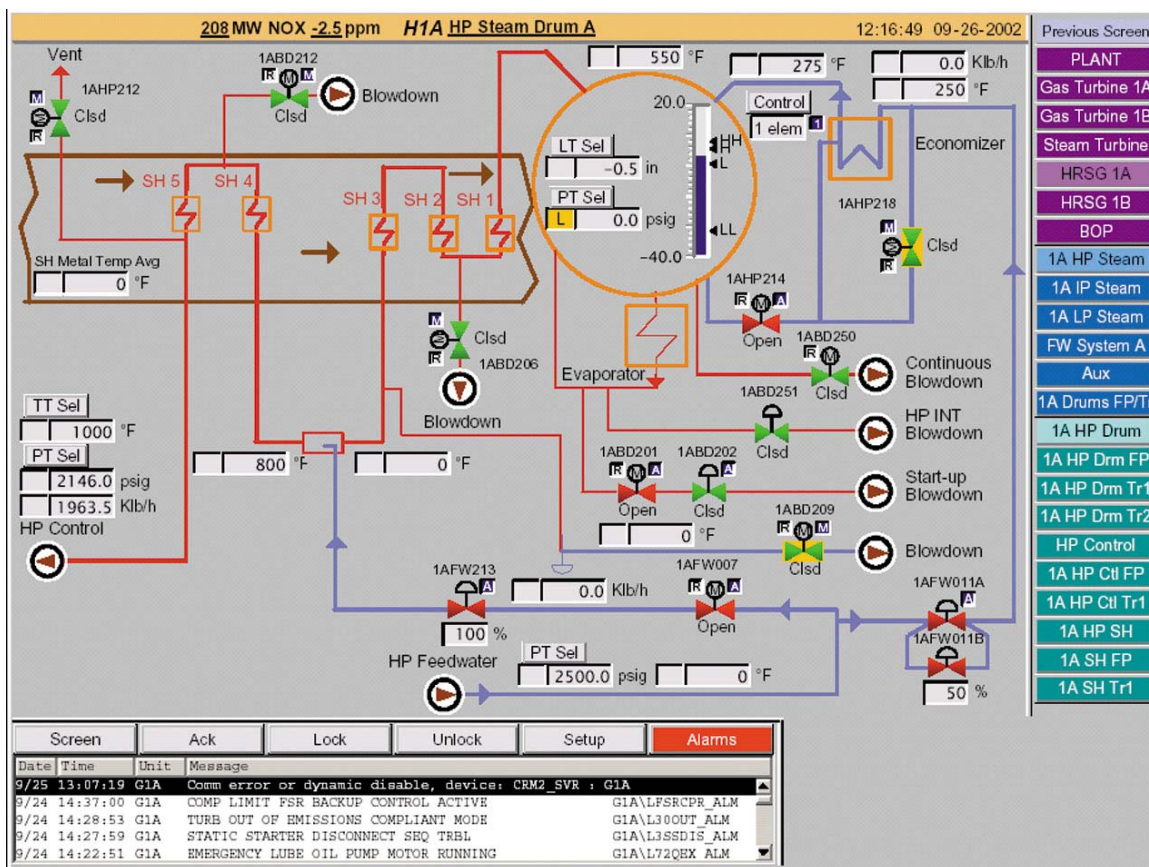 208 MW NOX -2.5 ppm H1A HP Steam Drum A 12:16:49 09-26-2002
Previous Screen
PLANT
Gas Turbine 1A
Gas Turbine 1B
Steam Turbine
HRSG 1A
HRSG 1B
BOP
1A HP Steam
1A IP Steam
1A LP Steam
FW System A
Aux
1A Drums FP/Tr
1A HP Drum
1A HP Drm FP
1A HP Drm Tr1
1A HP Drm Tr2
HP Control
1A HP Ctl FP
1A HP Ctl Tr1
1A HP SH
1A SH FP
1A SH Tr1
Vent
1AHP212
M
R
Clsd
1ABD212
R M M
Clsd
Blowdown
550 °F
275 °F
0.0 Klb/h
250 °F
Control
1 elem 1
Economizer
20.0
HH
H
L
LL
-40.0
LT Sel
-0.5 in
PT Sel
L 0.0 psig
SH 5
SH 4
SH 3
SH 2
SH 1
SH Metal Temp Avg
0 °F
1AHP218
M
M
R
Clsd
1AHP214
R M A
Open
M
M
R
Clsd
1ABD206
Blowdown
Evaporator
1ABD250
R M
Clsd
Continuous
Blowdown
1ABD251
Clsd
HP INT
Blowdown
1ABD201
R M A
Open
1ABD202
A
Clsd
Start-up
Blowdown
0 °F
1ABD209
R M M
Clsd
Blowdown
TT Sel
1000 °F
PT Sel
2146.0 psig
1963.5 Klb/h
HP Control
800 °F
0 °F
1AFW213
A
100 %
0.0 Klb/h
1AFW007
R M A
Open
1AFW011A
A
1AFW011B
50 %
HP Feedwater
PT Sel
2500.0 psig
0 °F
Screen Ack Lock Unlock Setup Alarms
Date Time Unit Message
9/25 13:07:19 G1A Comm error or dynamic disable, device: CRM2_SVR : G1A
9/24 14:37:00 G1A COMP LIMIT FSR BACKUP CONTROL ACTIVE G1A\LFSRCPR_ALM
9/24 14:28:53 G1A TURB OUT OF EMISSIONS COMPLIANT MODE G1A\L30OUT_ALM
9/24 14:27:59 G1A STATIC STARTER DISCONNECT SEQ TRBL G1A\L3SSDIS_ALM
9/24 14:22:51 G1A EMERGENCY LUBE OIL PUMP MOTOR RUNNING G1A\L72QEX ALM